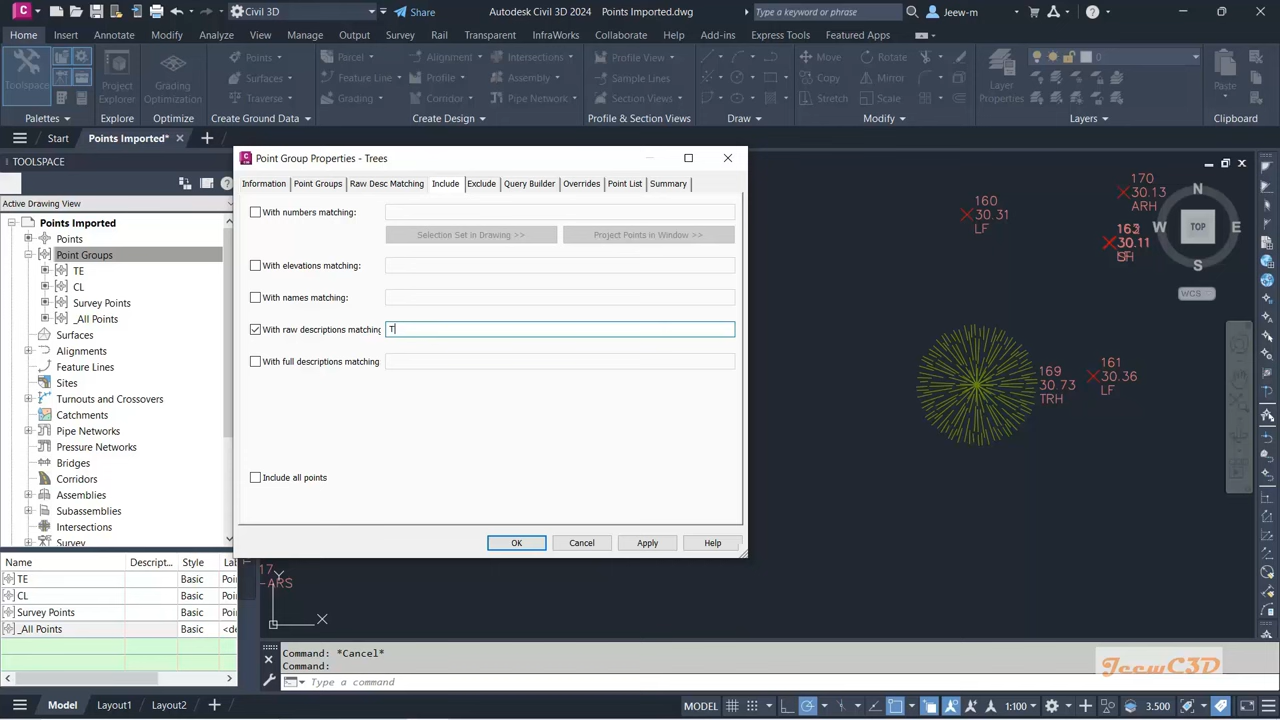 Civil 3D
Share
Autodesk Civil 3D 2024 Points Imported.dwg
Type a keyword or phrase
Jeew-m
Home Insert Annotate Modify Analyze View Manage Output Survey Rail Transparent InfraWorks Collaborate Help Add-ins Express Tools Featured Apps
Toolspace
Palettes
Project Explorer
Explore
Grading Optimization
Optimize
Points
Surfaces
Traverse
Create Ground Data
Parcel
Feature Line
Grading
Alignment
Profile
Corridor
Intersections
Assembly
Pipe Network
Create Design
Profile View
Sample Lines
Section Views
Profile & Section Views
Draw
Move
Copy
Stretch
Rotate
Mirror
Scale
Modify
Layer Properties
0
Layers
Paste
Clipboard
Start
Points Imported*
TOOLSPACE
Active Drawing View
Points Imported
Points
Point Groups
TE
CL
Survey Points
_All Points
Surfaces
Alignments
Feature Lines
Sites
Turnouts and Crossovers
Catchments
Pipe Networks
Pressure Networks
Bridges
Corridors
Assemblies
Subassemblies
Intersections
Survey
Name Descript... Style La
TE Basic Poi
CL Basic Poi
Survey Points Basic Poi
_All Points Basic <de
Point Group Properties - Trees
Information Point Groups Raw Desc Matching Include Exclude Query Builder Overrides Point List Summary
With numbers matching:
Selection Set in Drawing >> Project Points in Window >>
With elevations matching:
With names matching:
With raw descriptions matching T
With full descriptions matching
Include all points
OK Cancel Apply Help
160
30.31
LF
170
30.13
ARH
30.11
N
W TOP E
S
WCS
169
30.73
TRH
161
30.36
LF
17
ARS
Y
X
Command: *Cancel*
Command:
Type a command
JeewC3D
Model Layout1 Layout2
MODEL
1:100
3.500